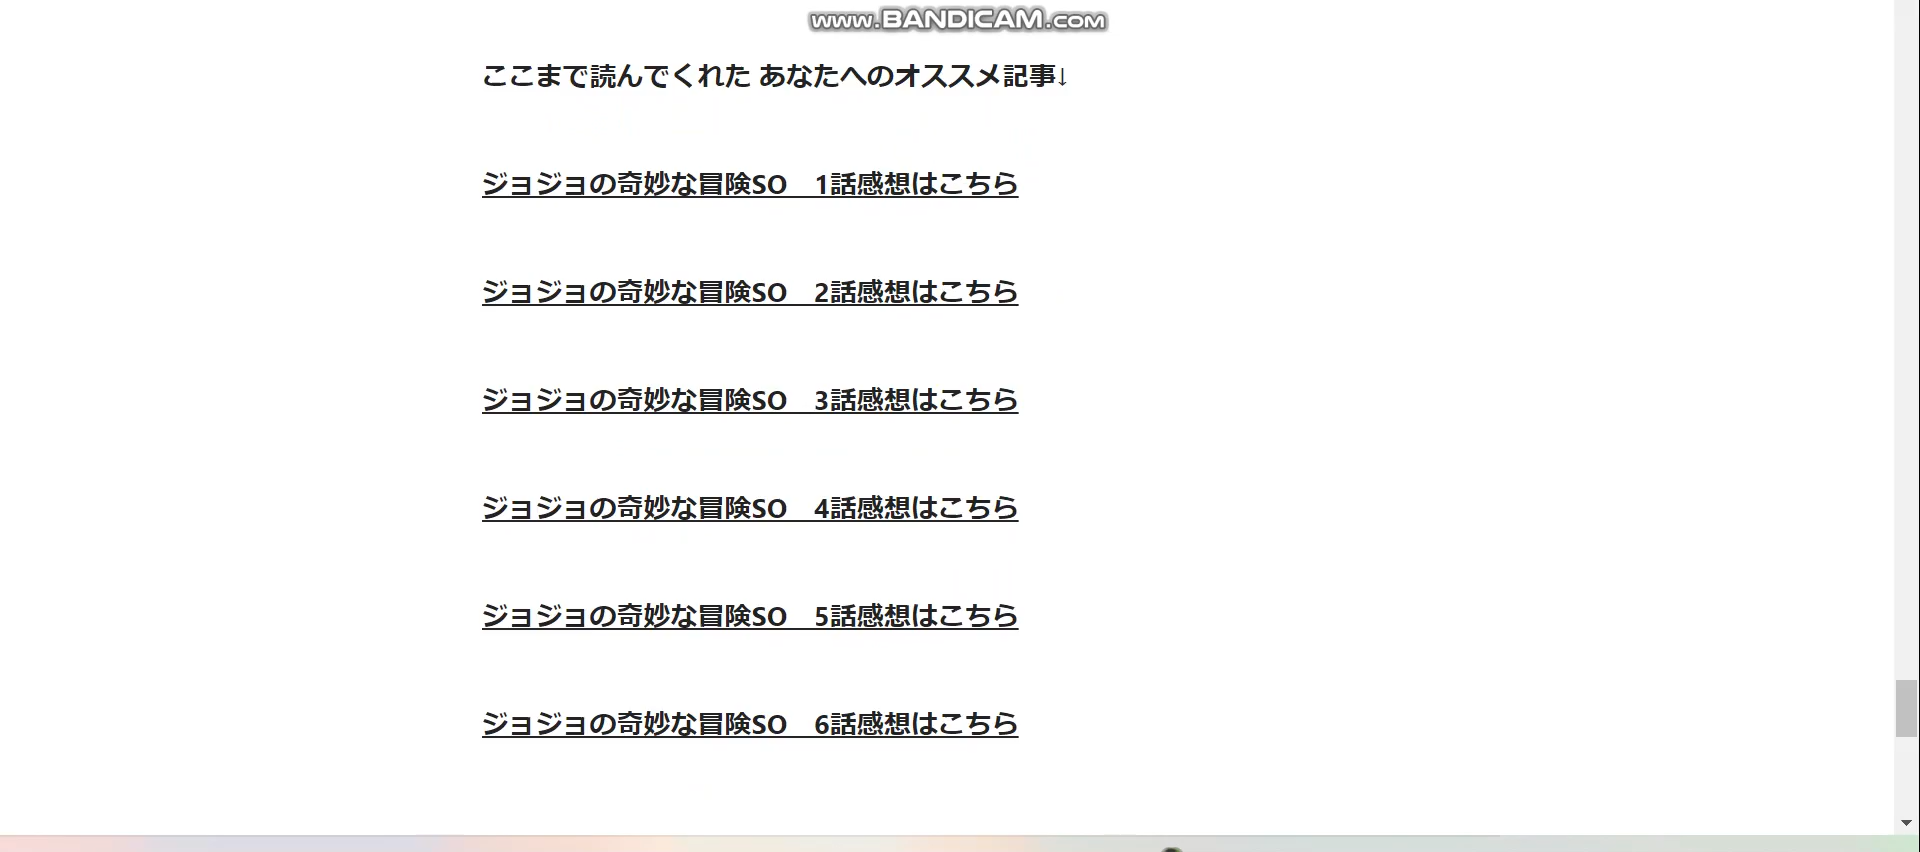 www.BANDICAM.com
ここまで読んでくれた あなたへのオススメ記事↓
ジョジョの奇妙な冒険SO　1話感想はこちら
ジョジョの奇妙な冒険SO　2話感想はこちら
ジョジョの奇妙な冒険SO　3話感想はこちら
ジョジョの奇妙な冒険SO　4話感想はこちら
ジョジョの奇妙な冒険SO　5話感想はこちら
ジョジョの奇妙な冒険SO　6話感想はこちら